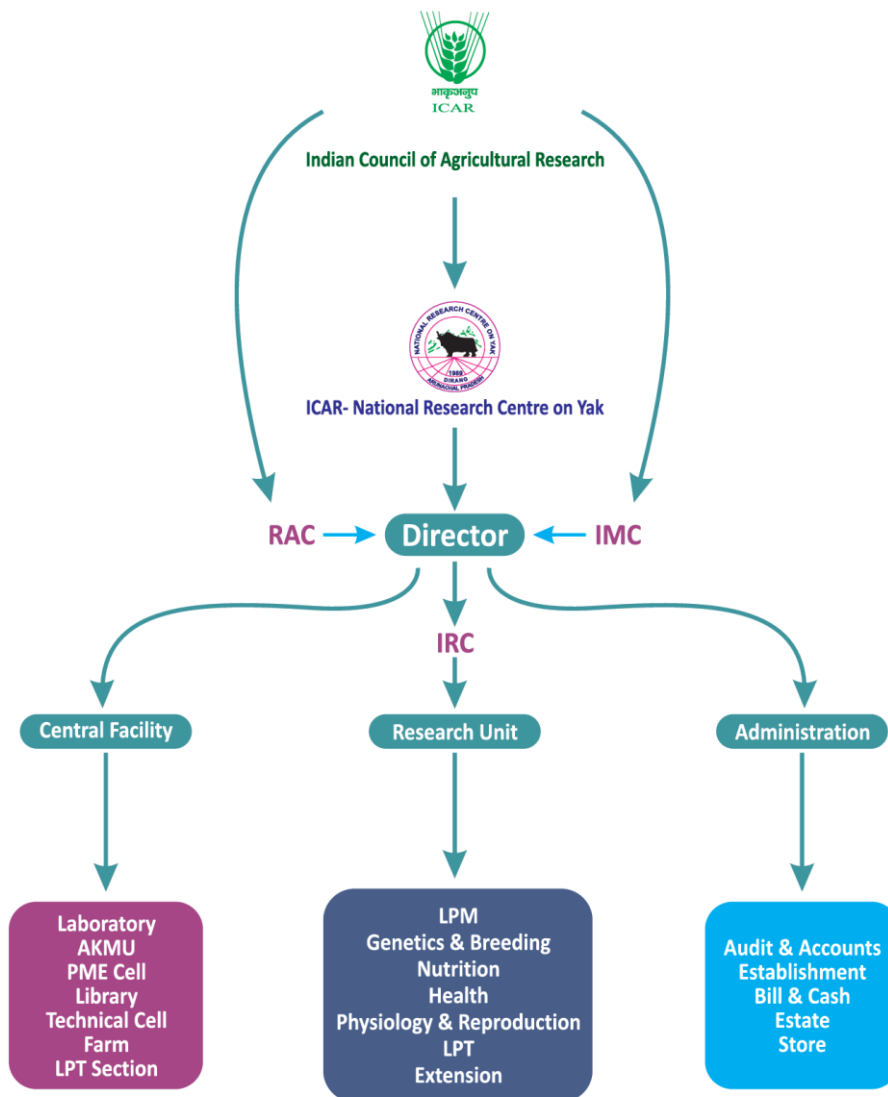 भाकृअनुप
ICAR
Indian Council of Agricultural Research
NATIONAL RESEARCH CENTRE ON YAK
1989
DIRANG
ARUNACHAL PRADESH
ICAR- National Research Centre on Yak
RAC
Director
IMC
IRC
Central Facility
Research Unit
Administration
Laboratory
AKMU
PME Cell
Library
Technical Cell
Farm
LPT Section
LPM
Genetics & Breeding
Nutrition
Health
Physiology & Reproduction
LPT
Extension
Audit & Accounts
Establishment
Bill & Cash
Estate
Store